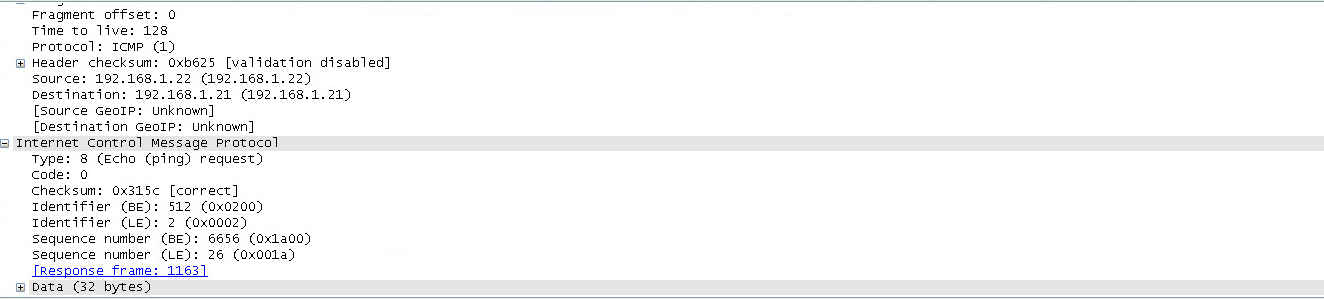 Fragment offset: 0
Time to live: 128
Protocol: ICMP (1)
Header checksum: 0xb625 [validation disabled]
Source: 192.168.1.22 (192.168.1.22)
Destination: 192.168.1.21 (192.168.1.21)
[Source GeoIP: Unknown]
[Destination GeoIP: Unknown]
Internet Control Message Protocol
Type: 8 (Echo (ping) request)
Code: 0
Checksum: 0x315c [correct]
Identifier (BE): 512 (0x0200)
Identifier (LE): 2 (0x0002)
Sequence number (BE): 6656 (0x1a00)
Sequence number (LE): 26 (0x001a)
[Response frame: 1163]
Data (32 bytes)